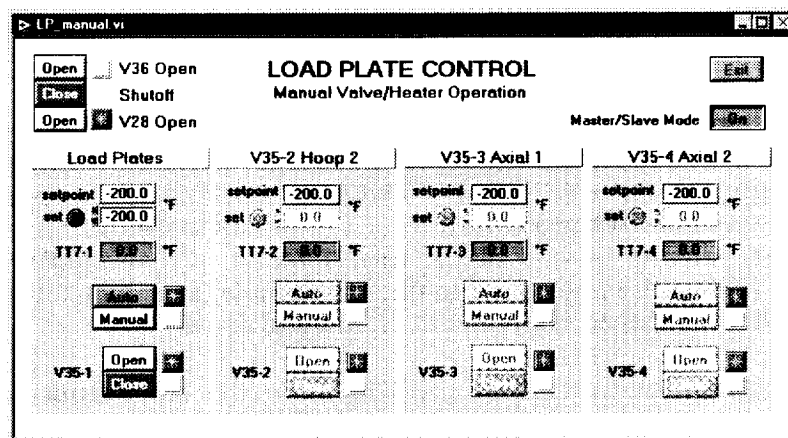 LP_manual.vi
Open V36 Open
Close Shutoff
Open V28 Open
LOAD PLATE CONTROL
Manual Valve/Heater Operation
Exit
Master/Slave Mode On
Load Plates
setpoint -200.0 °F
set -200.0
TT7-1 0.0 °F
Auto
Manual
V35-1 Open
Close
V35-2 Hoop 2
setpoint -200.0 °F
set 0.0
TT7-2 0.0 °F
Auto
Manual
V35-2 Open
V35-3 Axial 1
setpoint -200.0 °F
set 0.0
TT7-3 0.0 °F
Auto
Manual
V35-3 Open
V35-4 Axial 2
setpoint -200.0 °F
set 0.0
TT7-4 0.0 °F
Auto
Manual
V35-4 Open